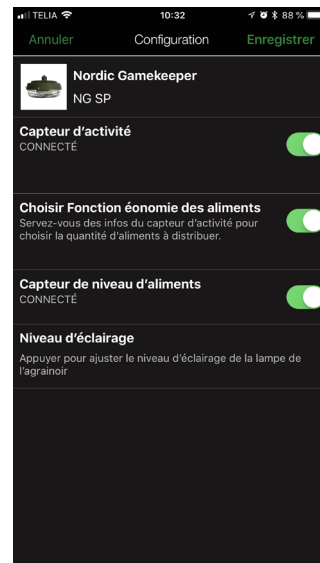 TELIA 10:32 88 %
Annuler Configuration Enregistrer
Nordic Gamekeeper
NG SP
Capteur d'activité
CONNECTÉ
Choisir Fonction éonomie des aliments
Servez-vous des infos du capteur d'activité pour
choisir la quantité d'aliments à distribuer.
Capteur de niveau d'aliments
CONNECTÉ
Niveau d'éclairage
Appuyer pour ajuster le niveau d'éclairage de la lampe de
l'agrainoir